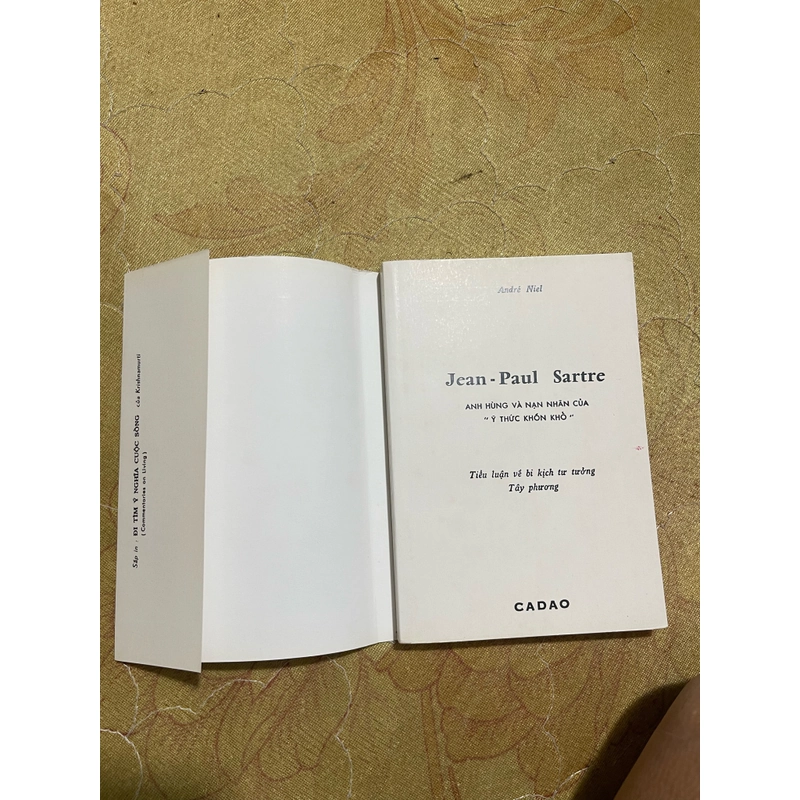 Sắp in : ĐI TÌM Ý NGHĨA CUỘC SỐNG của Krishnamurti
( Commentaries on Living )
André Niel
Jean-Paul Sartre
ANH HÙNG VÀ NẠN NHÂN CỦA
" Ý THỨC KHỐN KHỔ "
Tiểu luận về bi kịch tư tưởng
Tây phương
CADAO